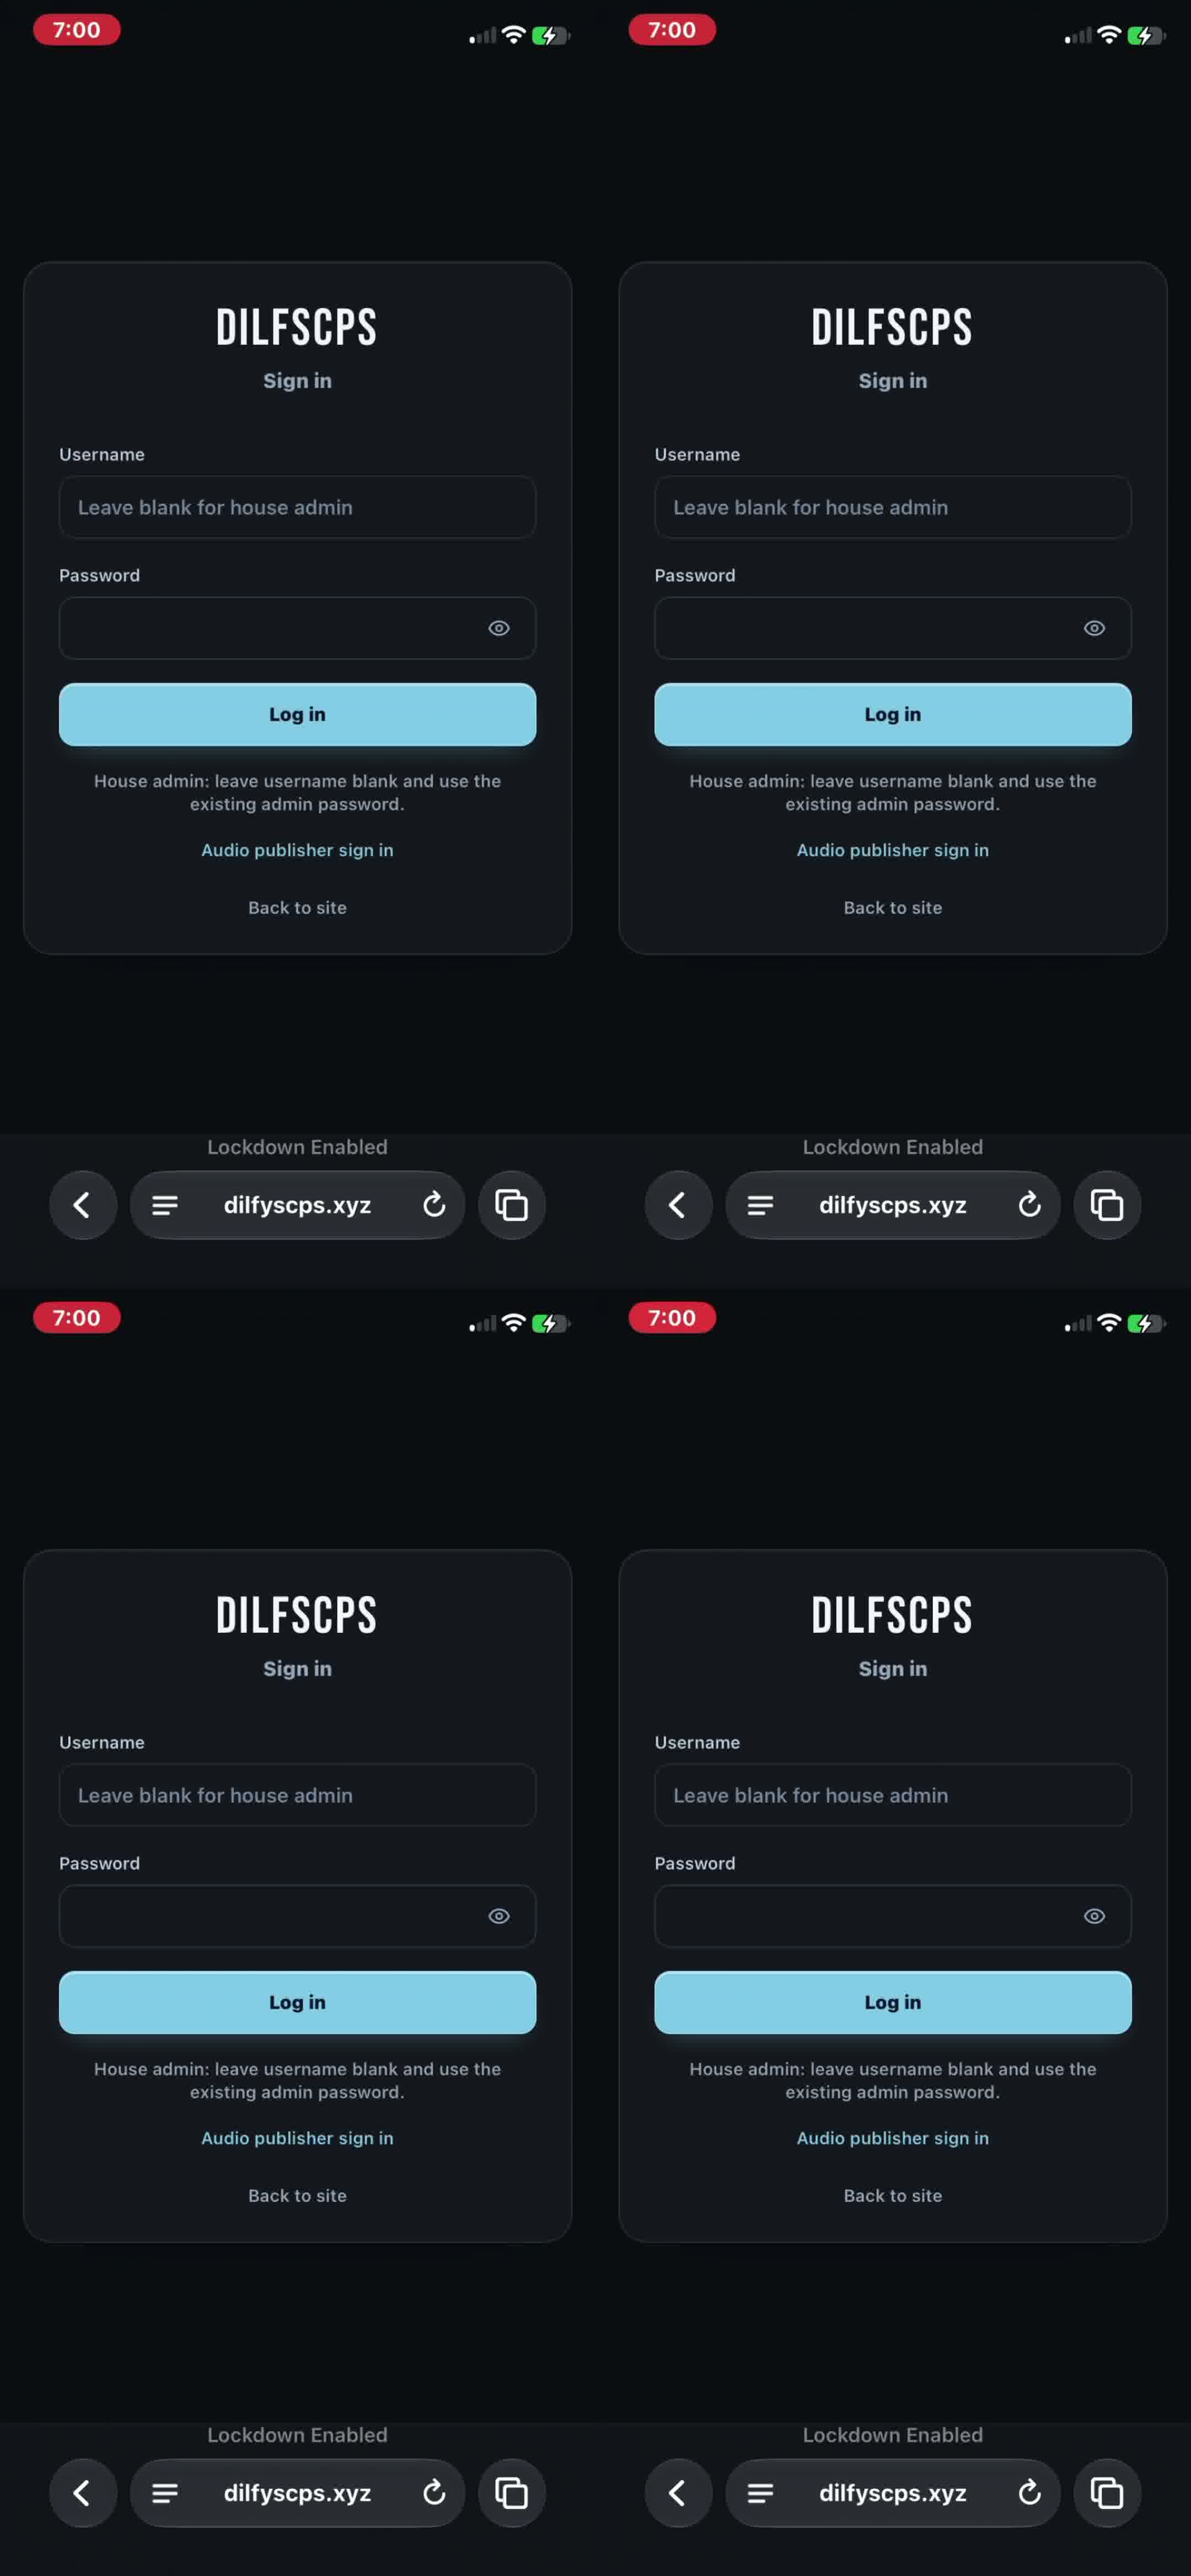 7:00
DILFSCPS
Sign in
Username
Leave blank for house admin
Password
Log in
House admin: leave username blank and use the
existing admin password.
Audio publisher sign in
Back to site
Lockdown Enabled
dilfyscps.xyz
7:00
DILFSCPS
Sign in
Username
Leave blank for house admin
Password
Log in
House admin: leave username blank and use the
existing admin password.
Audio publisher sign in
Back to site
Lockdown Enabled
dilfyscps.xyz
7:00
DILFSCPS
Sign in
Username
Leave blank for house admin
Password
Log in
House admin: leave username blank and use the
existing admin password.
Audio publisher sign in
Back to site
Lockdown Enabled
dilfyscps.xyz
7:00
DILFSCPS
Sign in
Username
Leave blank for house admin
Password
Log in
House admin: leave username blank and use the
existing admin password.
Audio publisher sign in
Back to site
Lockdown Enabled
dilfyscps.xyz